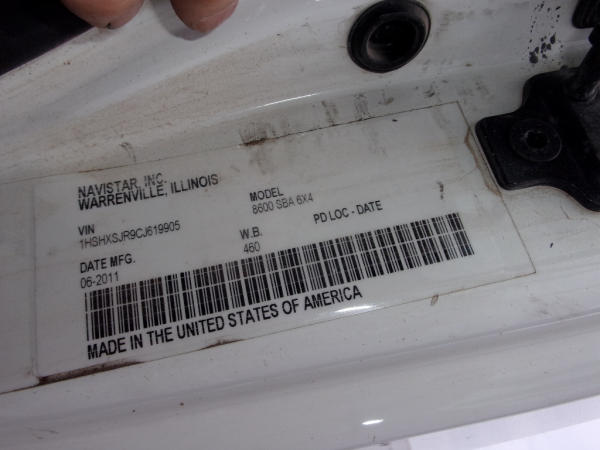 NAVISTAR, INC.
WARRENVILLE, ILLINOIS
MODEL
8600 SBA 6X4
VIN
1HSHXSJR9CJ619905
W.B.
460
PD LOC - DATE
DATE MFG.
06-2011
MADE IN THE UNITED STATES OF AMERICA